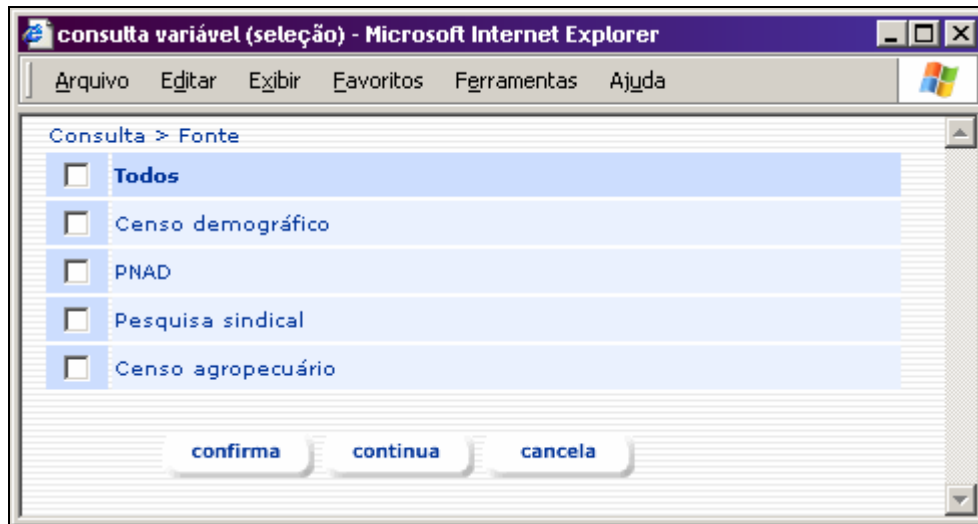 consulta variável (seleção) - Microsoft Internet Explorer
Arquivo Editar Exibir Favoritos Ferramentas Ajuda
Consulta > Fonte
Todos
Censo demográfico
PNAD
Pesquisa sindical
Censo agropecuário
confirma continua cancela